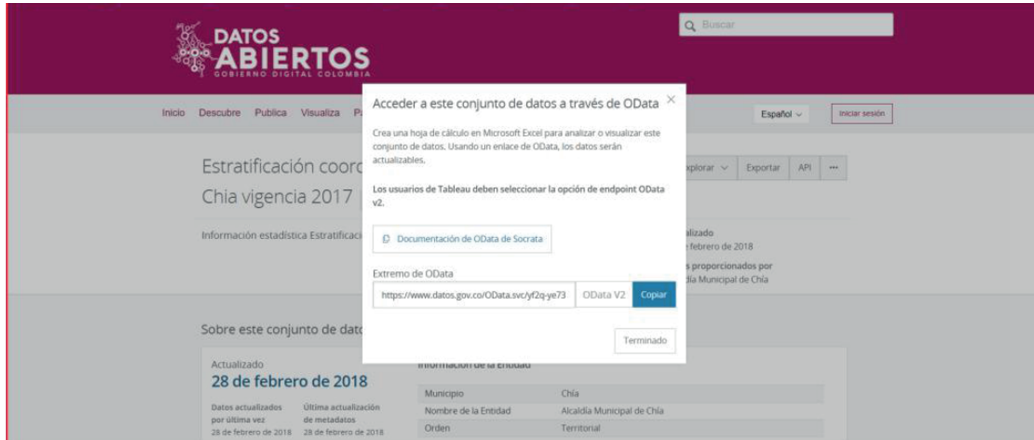 DATOS
ABIERTOS
GOBIERNO DIGITAL COLOMBIA
Buscar
Inicio Descubre Publica Visualiza
Español
Iniciar sesión
Estratificación
Chia vigencia 2017
Exportar API
Información estadística
febrero de 2018
proporcionados por
Municipal de Chía
Acceder a este conjunto de datos a través de OData
Crea una hoja de cálculo en Microsoft Excel para analizar o visualizar este
conjunto de datos. Usando un enlace de OData, los datos serán
actualizables.
Los usuarios de Tableau deben seleccionar la opción de endpoint OData
v2.
Documentación de OData de Socrata
Extremo de OData
https://www.datos.gov.co/OData.svc/yf2q-ye73 OData V2 Copiar
Terminado
Sobre este conjunto de
Actualizado
28 de febrero de 2018
Datos actualizados
por última vez
28 de febrero de 2018
Última actualización
de metadatos
28 de febrero de 2018
Información de la Entidad
Municipio Chía
Nombre de la Entidad Alcaldía Municipal de Chía
Orden Territorial